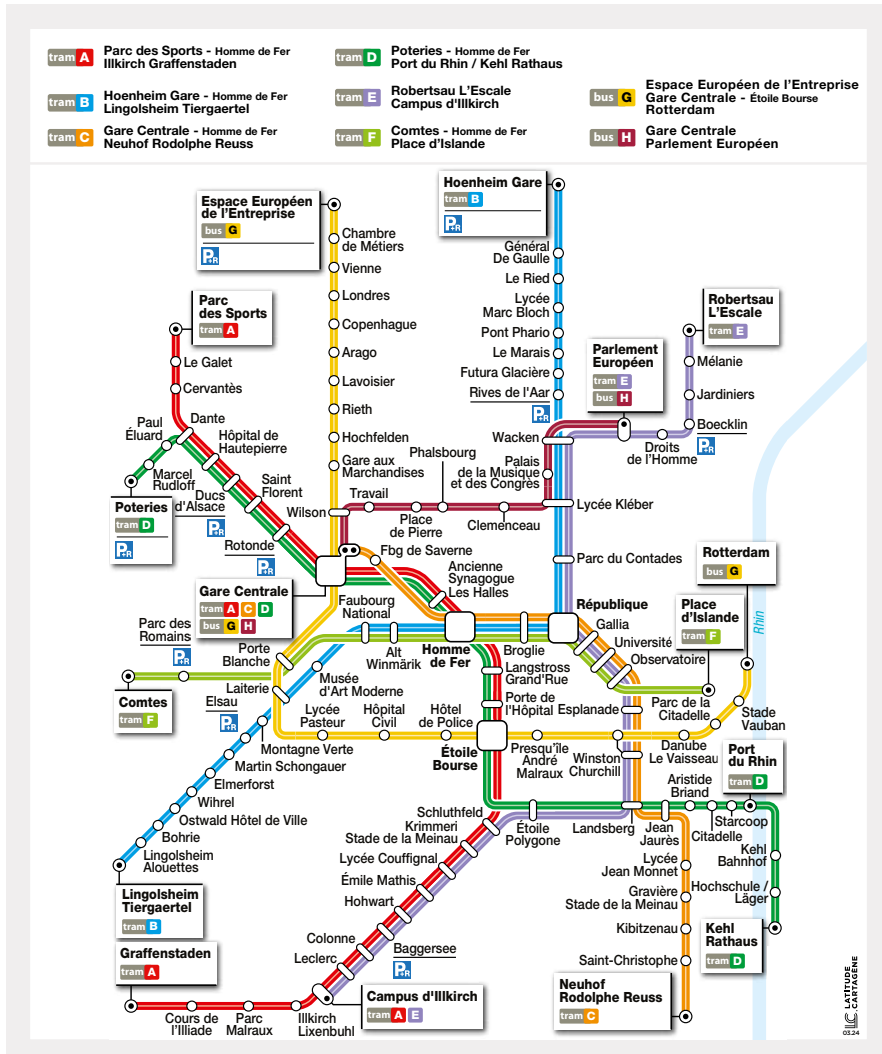 tram A Parc des Sports - Homme de Fer
Illkirch Graffenstaden
tram B Hoenheim Gare - Homme de Fer
Lingolsheim Tiergaertel
tram C Gare Centrale - Homme de Fer
Neuhof Rodolphe Reuss
tram D Poteries - Homme de Fer
Port du Rhin / Kehl Rathaus
tram E Robertsau L'Escale
Campus d'Illkirch
tram F Comtes - Homme de Fer
Place d'Islande
bus G Espace Européen de l'Entreprise
Gare Centrale - Étoile Bourse
Rotterdam
bus H Gare Centrale
Parlement Européen
Espace Européen
de l'Entreprise
bus G
P+R
Chambre
de Métiers
Vienne
Londres
Copenhague
Arago
Lavoisier
Rieth
Hochfelden
Gare aux
Marchandises
Wilson
Hoenheim Gare
tram B
P+R
Général
De Gaulle
Le Ried
Lycée
Marc Bloch
Pont Phario
Le Marais
Futura Glacière
Rives de l'Aar
P+R
Wacken
Palais
de la Musique
et des Congrès
Lycée Kléber
Parc du Contades
Parlement
Européen
tram E
bus H
Robertsau
L'Escale
tram E
Mélanie
Jardiniers
Boecklin
P+R
Droits
de l'Homme
Parc
des Sports
tram A
Le Galet
Cervantès
Dante
Paul
Éluard
Marcel
Rudloff
Poteries
tram D
P+R
Hôpital de
Hautepierre
Ducs
d'Alsace
P+R
Saint
Florent
Rotonde
P+R
Travail
Phalsbourg
Place
de Pierre
Clemenceau
Fbg de Saverne
Ancienne
Synagogue
Les Halles
Gare Centrale
tram A C D
bus G H
Faubourg
National
Alt
Winmärik
Homme
de Fer
Broglie
République
Gallia
Université
Observatoire
Rotterdam
bus G
Place
d'Islande
tram F
Rhin
Parc des
Romains
P+R
Porte
Blanche
Comtes
tram F
Laiterie
Elsau
P+R
Musée
d'Art Moderne
Lycée
Pasteur
Hôpital
Civil
Hôtel
de Police
Étoile
Bourse
Langstross
Grand'Rue
Porte de
l'Hôpital
Esplanade
Parc de la
Citadelle
Stade
Vauban
Presqu'île
André
Malraux
Winston
Churchill
Danube
Le Vaisseau
Port
du Rhin
tram D
Montagne Verte
Martin Schongauer
Elmerforst
Wihrel
Ostwald Hôtel de Ville
Bohrie
Lingolsheim
Alouettes
Lingolsheim
Tiergaertel
tram B
Schluthfeld
Krimmeri
Stade de la Meinau
Lycée Couffignal
Émile Mathis
Hohwart
Colonne
Leclerc
Baggersee
P+R
Étoile
Polygone
Landsberg
Jean
Jaurès
Aristide
Briand
Citadelle
Starcoop
Kehl
Bahnhof
Hochschule /
Läger
Kehl
Rathaus
tram D
Lycée
Jean Monnet
Gravière
Stade de la Meinau
Kibitzenau
Saint-Christophe
Neuhof
Rodolphe Reuss
tram C
Graffenstaden
tram A
Cours de
l'Illiade
Parc
Malraux
Illkirch
Lixenbuhl
Campus d'Illkirch
tram A E
LATITUDE
CARTAGÈNE
03.24